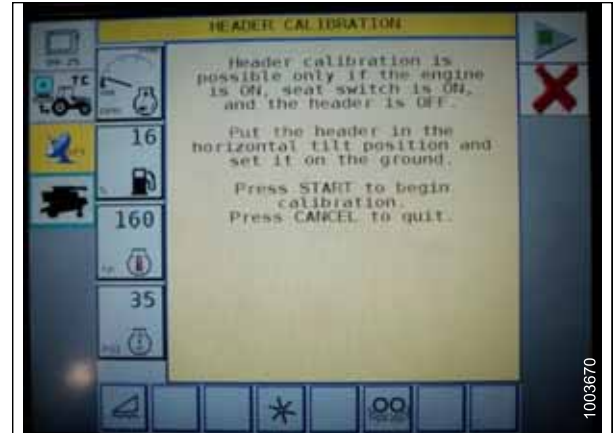 HEADER CALIBRATION
Header calibration is
possible only if the engine
is ON, seat switch is ON,
and the header is OFF.
Put the header in the
horizontal tilt position and
set it on the ground.
Press START to begin
calibration.
Press CANCEL to quit.
TC
16
160
35
1003670